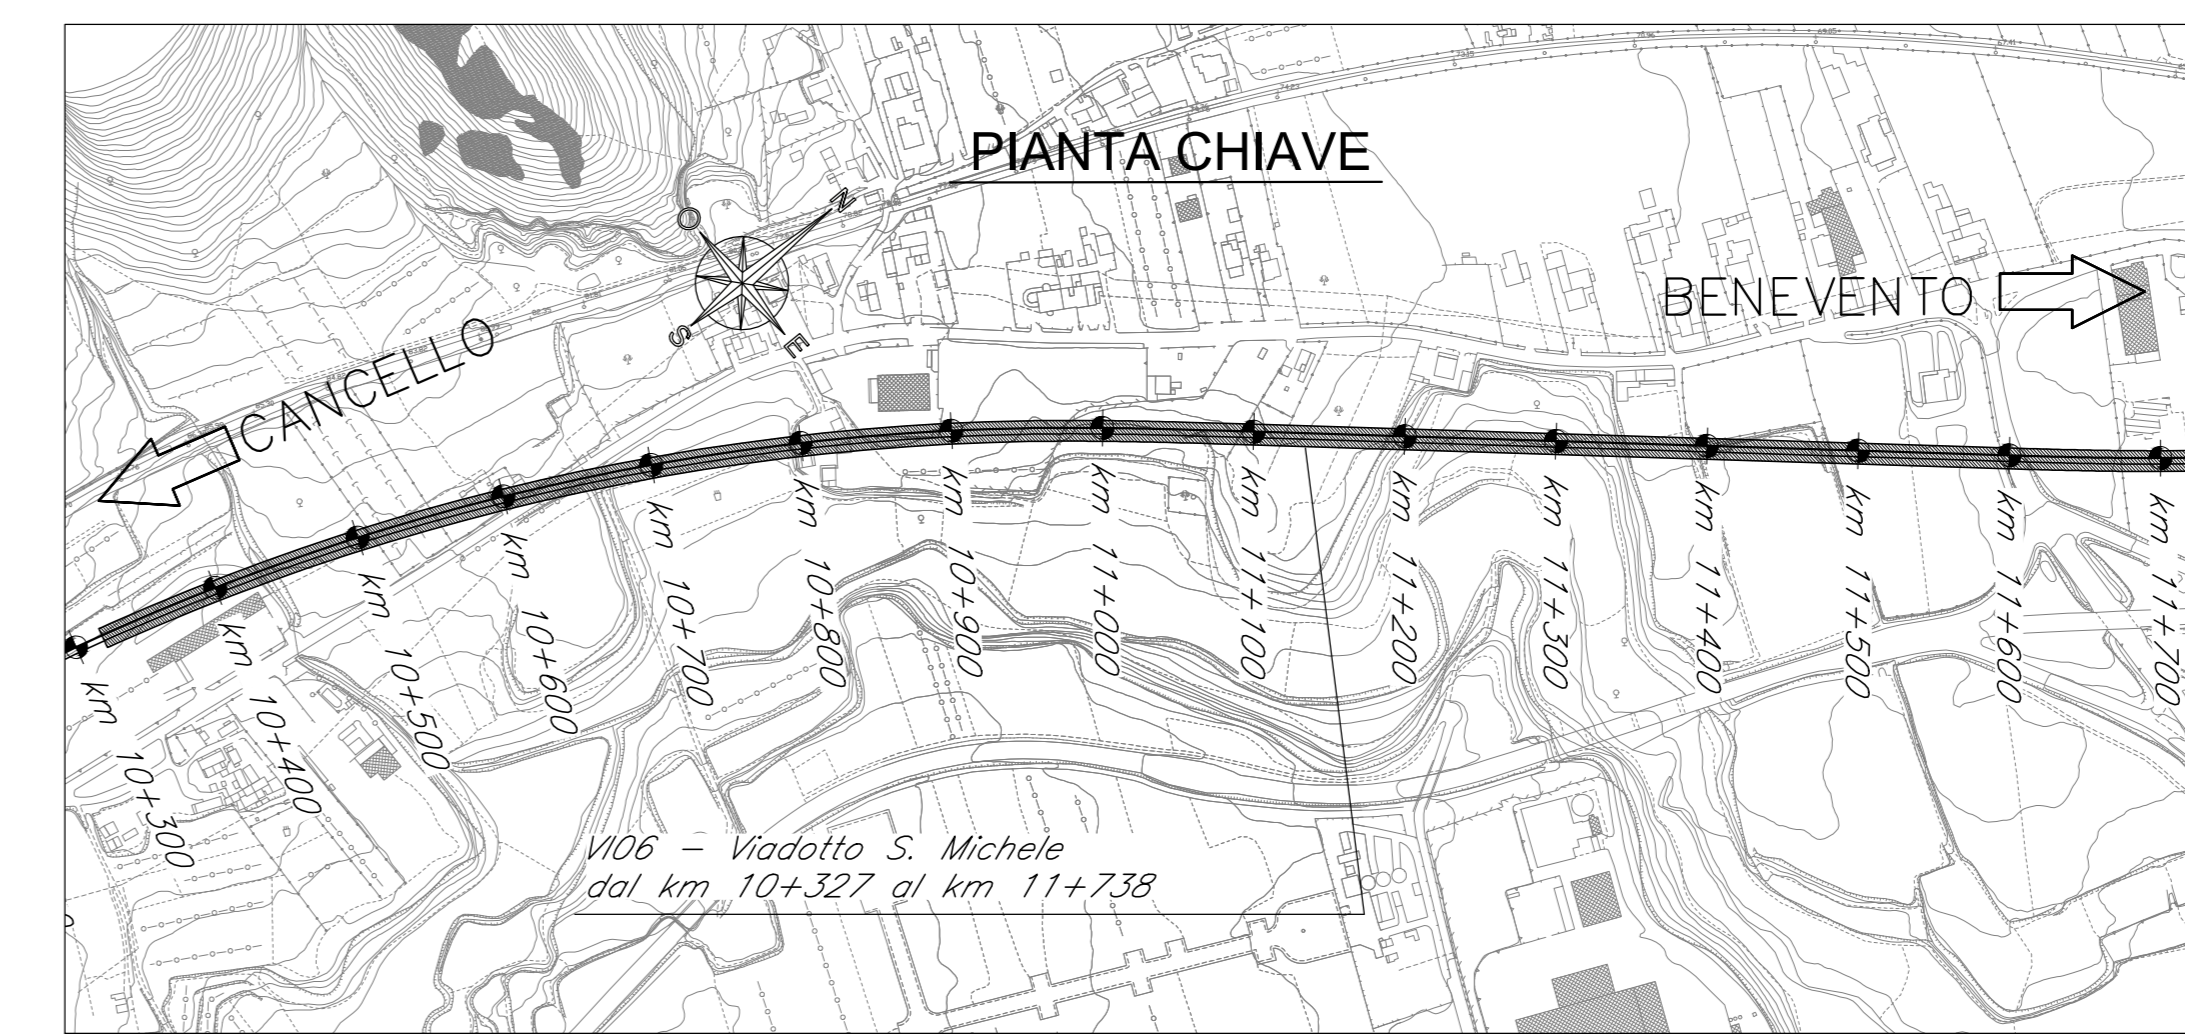 PIANTA CHIAVE
O
N
S
E
CANCELLO
BENEVENTO
km 10+300
km 10+400
km 10+500
km 10+600
km 10+700
km 10+800
km 10+900
km 11+000
km 11+100
km 11+200
km 11+300
km 11+400
km 11+500
km 11+600
km 11+700
VI06 - Viadotto S. Michele
dal km 10+327 al km 11+738